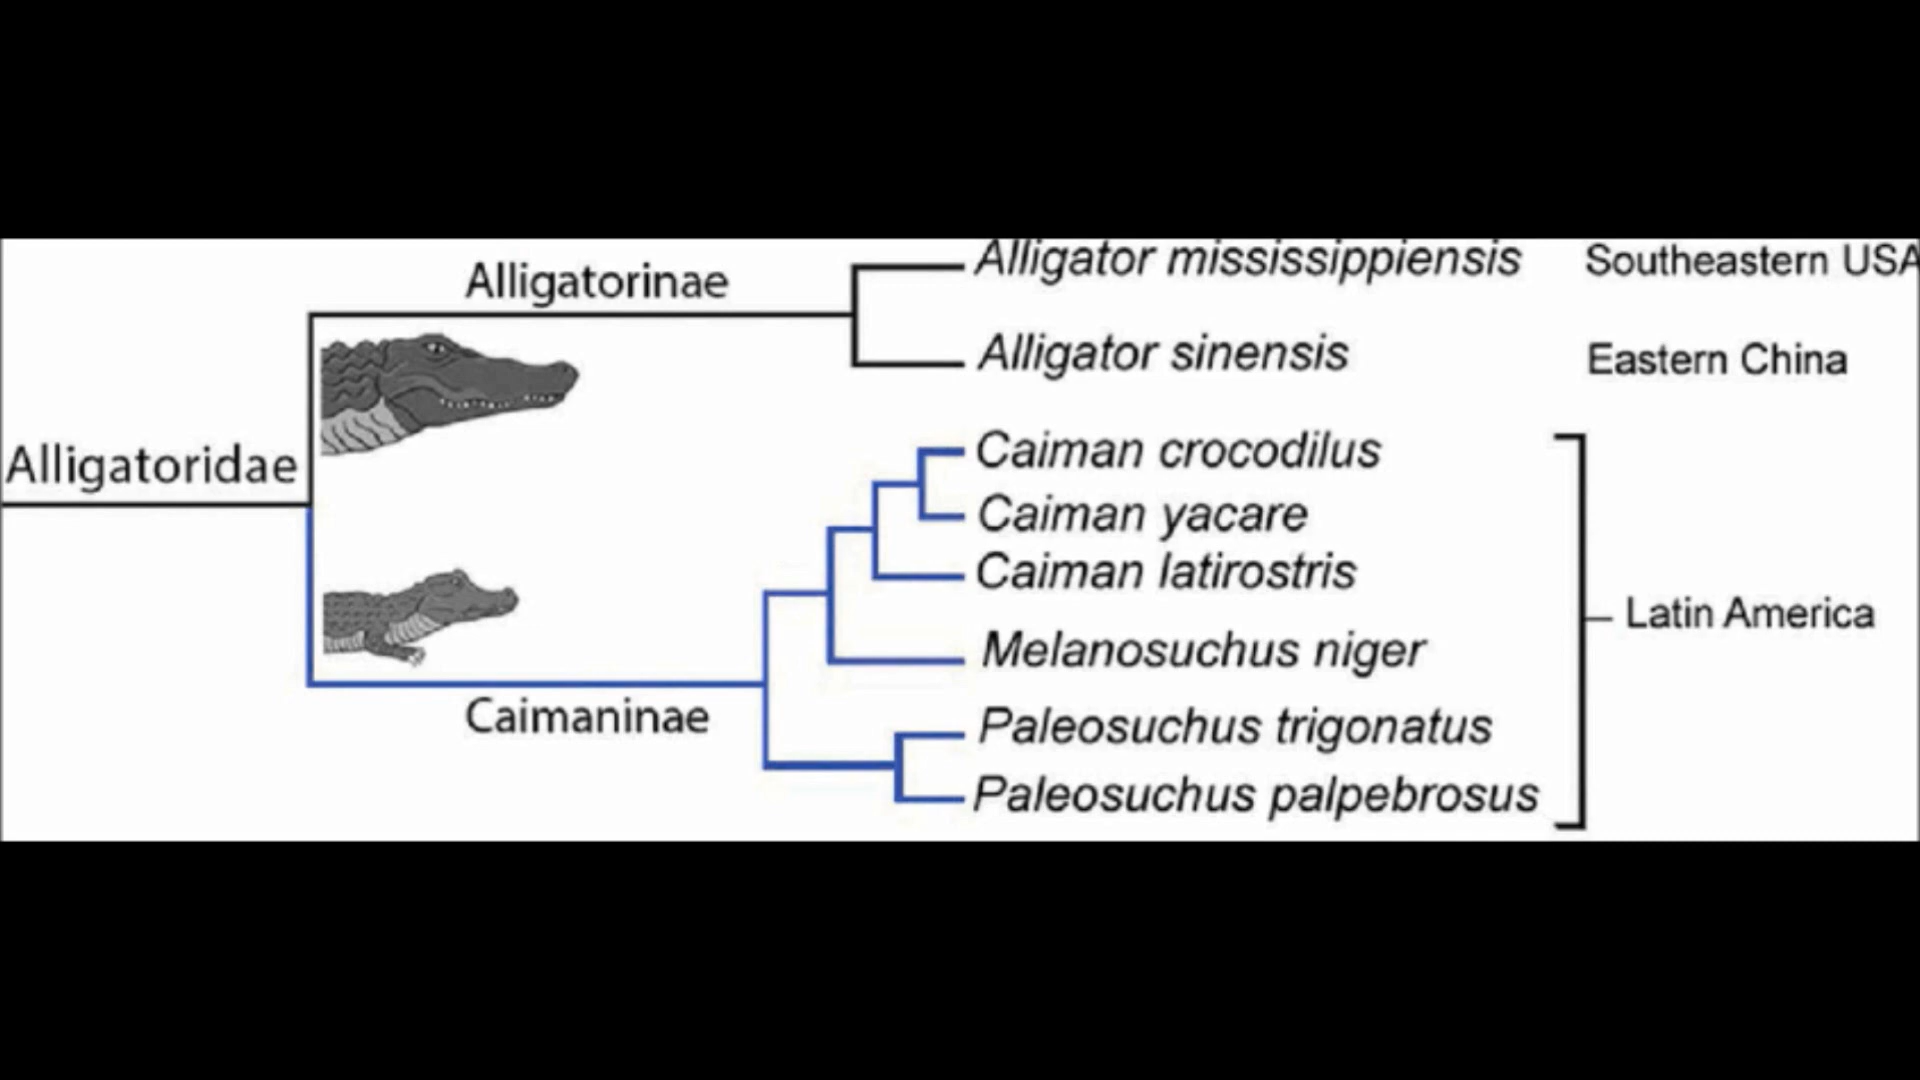 Alligatoridae
Alligatorinae
Alligator mississippiensis Southeastern USA
Alligator sinensis Eastern China
Caimaninae
Caiman crocodilus
Caiman yacare
Caiman latirostris
Melanosuchus niger
Paleosuchus trigonatus
Paleosuchus palpebrosus
Latin America